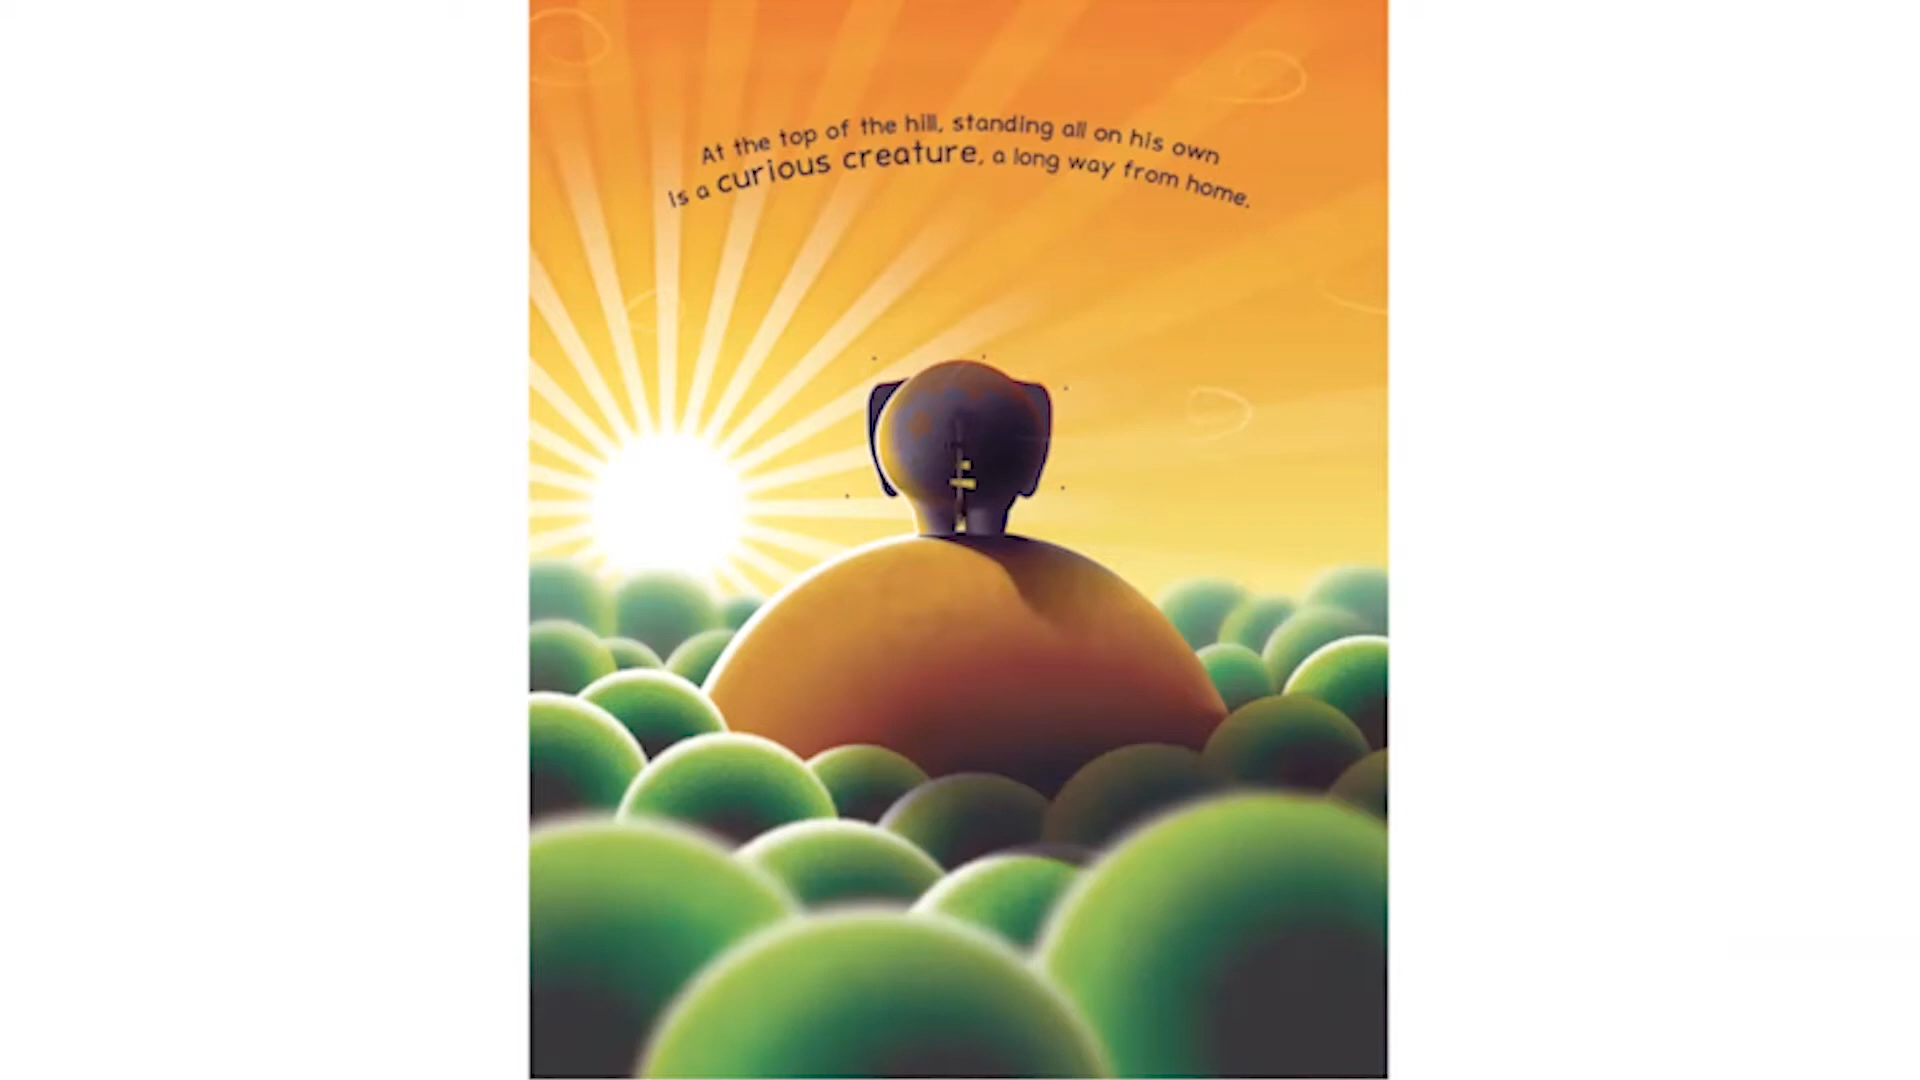 At the top of the hill, standing all on his own
is a curious creature, a long way from home.